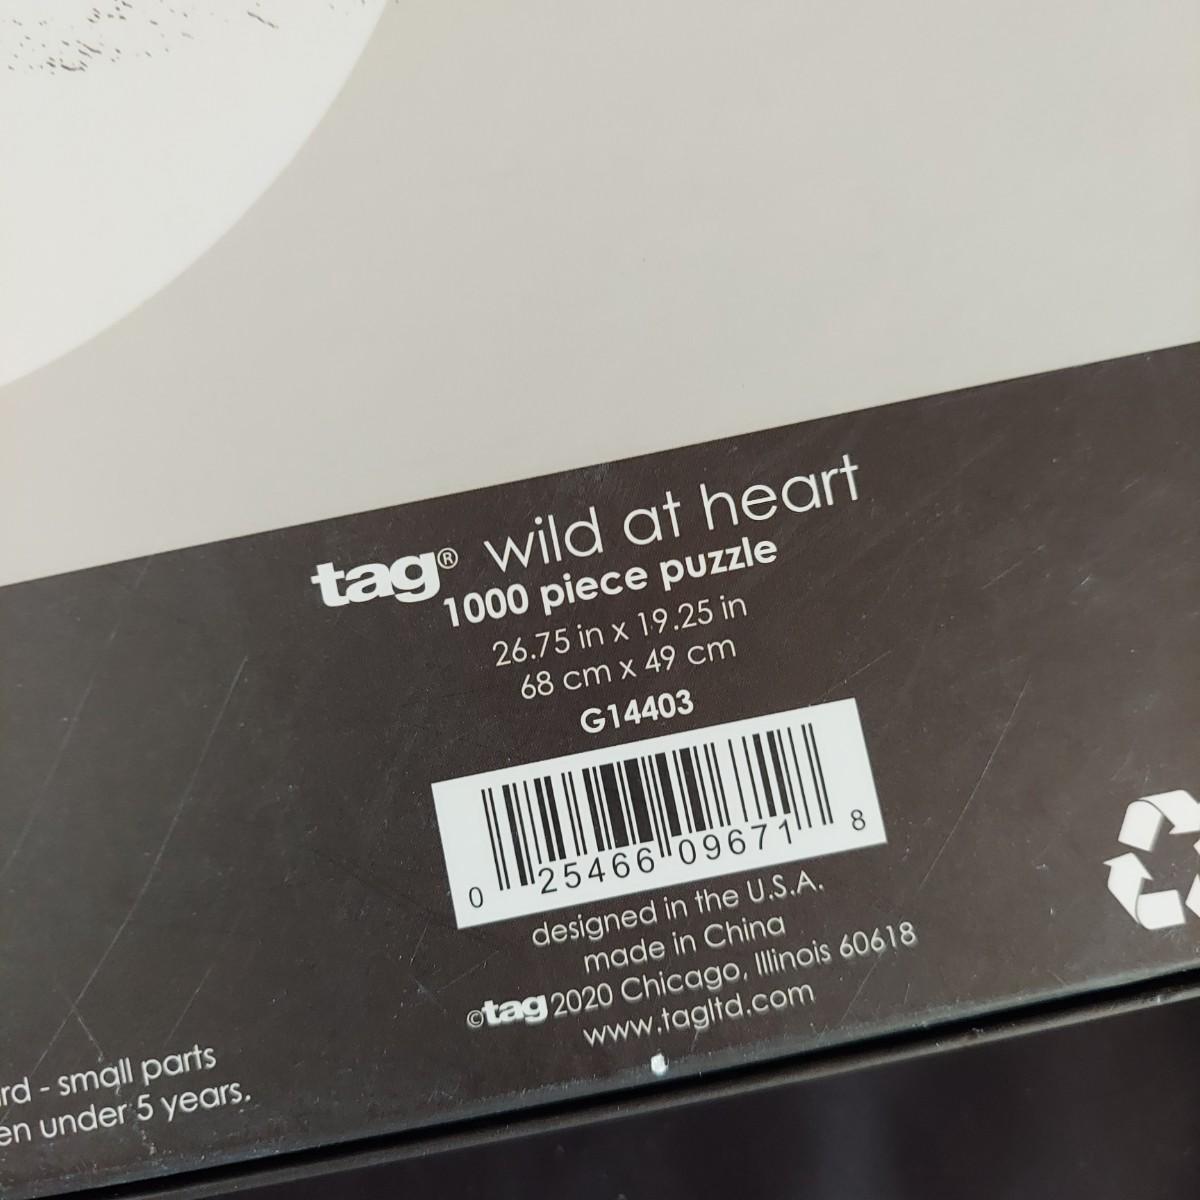 tag® wild at heart
1000 piece puzzle
26.75 in x 19.25 in
68 cm x 49 cm
G14403
0 25466 09671 8
designed in the U.S.A.
made in China
©tag 2020 Chicago, Illinois 60618
www.tagltd.com
rd - small parts
en under 5 years.